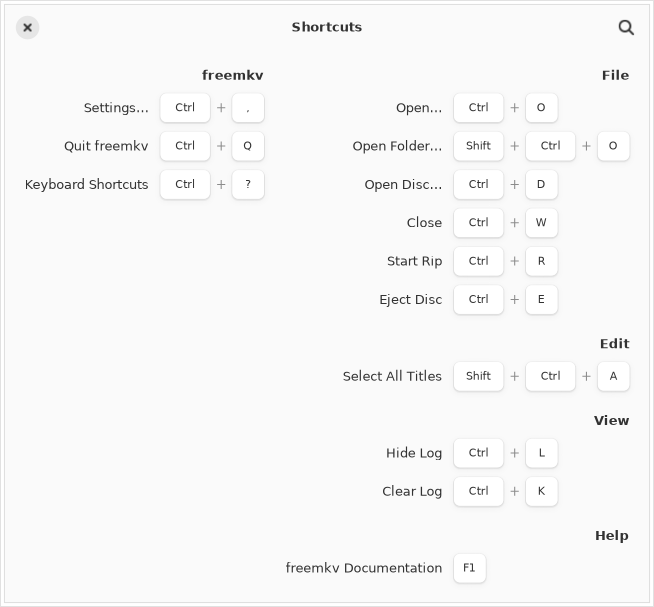 Shortcuts
freemkv
Settings... Ctrl + ,
Quit freemkv Ctrl + Q
Keyboard Shortcuts Ctrl + ?
File
Open... Ctrl + O
Open Folder... Shift + Ctrl + O
Open Disc... Ctrl + D
Close Ctrl + W
Start Rip Ctrl + R
Eject Disc Ctrl + E
Edit
Select All Titles Shift + Ctrl + A
View
Hide Log Ctrl + L
Clear Log Ctrl + K
Help
freemkv Documentation F1